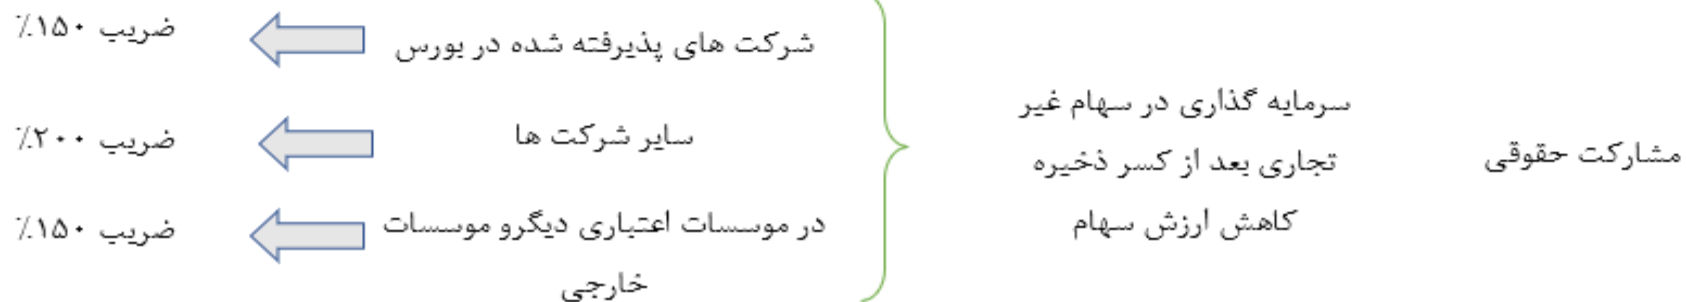 مشارکت حقوقی
سرمایه گذاری در سهام غیر
تجاری بعد از کسر ذخیره
کاهش ارزش سهام
شرکت های پذیرفته شده در بورس
ضریب ۱۵۰٪
سایر شرکت ها
ضریب ۲۰۰٪
در موسسات اعتباری دیگرو موسسات
خارجی
ضریب ۱۵۰٪